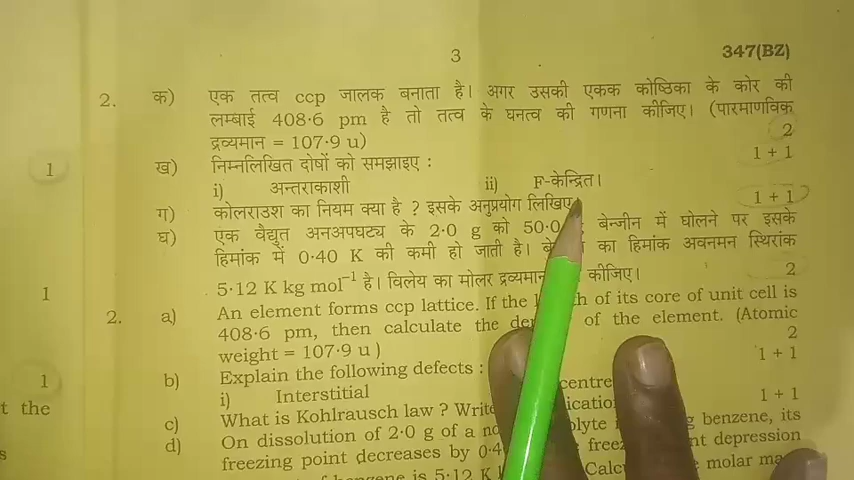 3
347(BZ)
2. क) एक तत्व ccp जालक बनाता है। अगर उसकी एकक कोष्ठिका के कोर की
लम्बाई 408·6 pm है तो तत्व के घनत्व की गणना कीजिए। (पारमाणविक
द्रव्यमान = 107·9 u) 2
1 ख) निम्नलिखित दोषों को समझाइए : 1 + 1
i) अन्तराकाशी ii) F-केन्द्रित।
ग) कोलराउश का नियम क्या है ? इसके अनुप्रयोग लिखिए 1 + 1
घ) एक वैद्युत अनअपघट्य के 2·0 g को 50·0 बेन्जीन में घोलने पर इसके
हिमांक में 0·40 K की कमी हो जाती है। का हिमांक अवनमन स्थिरांक
5·12 K kg mol⁻¹ है। विलेय का मोलर द्रव्यमान कीजिए। 2
1
2. a) An element forms ccp lattice. If the of its core of unit cell is
408·6 pm, then calculate the of the element. (Atomic
weight = 107·9 u) 2
1 b) Explain the following defects : 1 + 1
i) Interstitial
t the c) What is Kohlrausch law ? 1 + 1
d) On dissolution of 2·0 g of a benzene, its
s freezing point decreases by depression
is 5·12 K molar